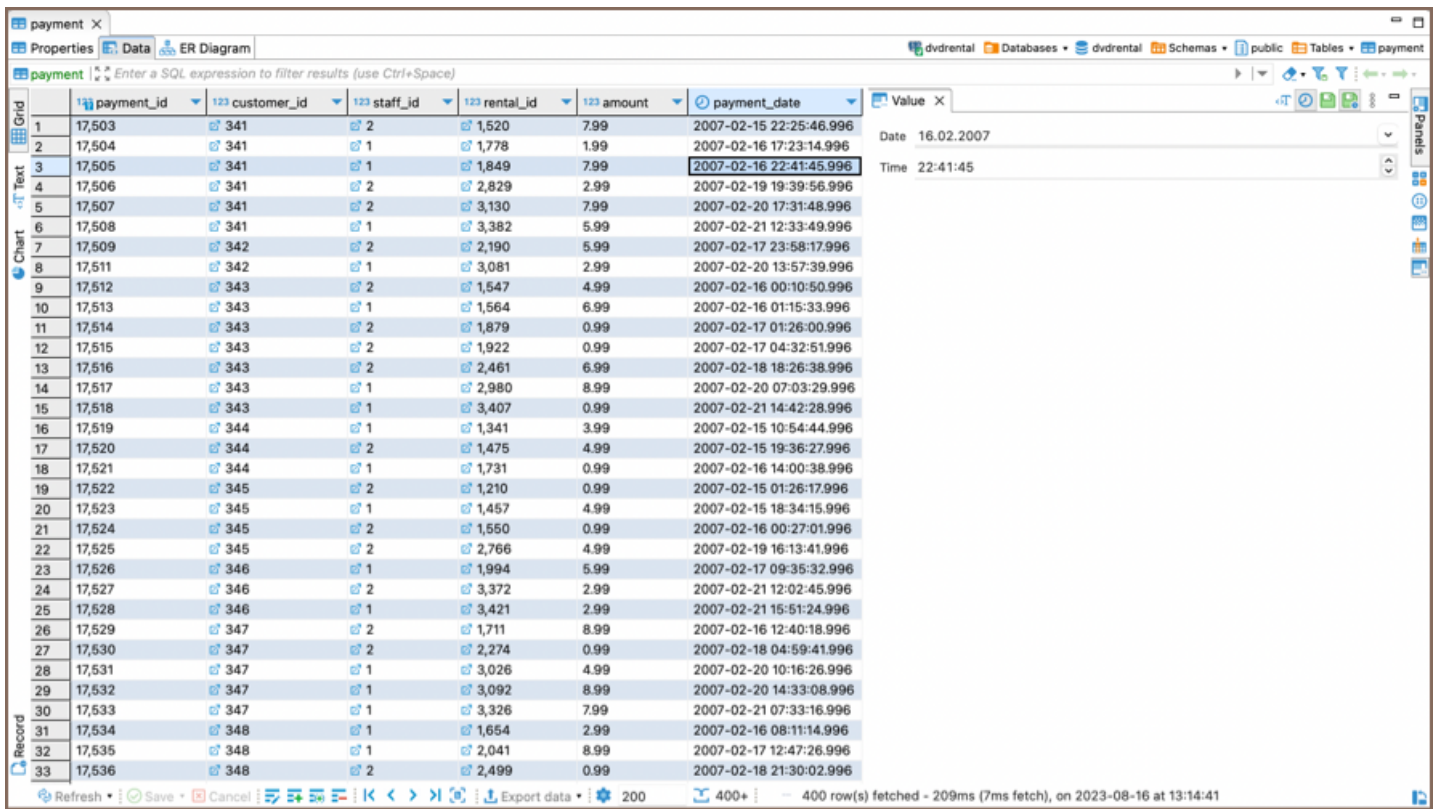 payment
Properties Data ER Diagram dvdrental Databases dvdrental Schemas public Tables payment
payment Enter a SQL expression to filter results (use Ctrl+Space)
Grid
Text
Chart
Record
123 payment_id 123 customer_id 123 staff_id 123 rental_id 123 amount payment_date
1 17,503 341 2 1,520 7.99 2007-02-15 22:25:46.996
2 17,504 341 1 1,778 1.99 2007-02-16 17:23:14.996
3 17,505 341 1 1,849 7.99 2007-02-16 22:41:45.996
4 17,506 341 2 2,829 2.99 2007-02-19 19:39:56.996
5 17,507 341 2 3,130 7.99 2007-02-20 17:31:48.996
6 17,508 341 1 3,382 5.99 2007-02-21 12:33:49.996
7 17,509 342 2 2,190 5.99 2007-02-17 23:58:17.996
8 17,511 342 1 3,081 2.99 2007-02-20 13:57:39.996
9 17,512 343 2 1,547 4.99 2007-02-16 00:10:50.996
10 17,513 343 1 1,564 6.99 2007-02-16 01:15:33.996
11 17,514 343 2 1,879 0.99 2007-02-17 01:26:00.996
12 17,515 343 2 1,922 0.99 2007-02-17 04:32:51.996
13 17,516 343 2 2,461 6.99 2007-02-18 18:26:38.996
14 17,517 343 1 2,980 8.99 2007-02-20 07:03:29.996
15 17,518 343 1 3,407 0.99 2007-02-21 14:42:28.996
16 17,519 344 1 1,341 3.99 2007-02-15 10:54:44.996
17 17,520 344 2 1,475 4.99 2007-02-15 19:36:27.996
18 17,521 344 1 1,731 0.99 2007-02-16 14:00:38.996
19 17,522 345 2 1,210 0.99 2007-02-15 01:26:17.996
20 17,523 345 1 1,457 4.99 2007-02-15 18:34:15.996
21 17,524 345 2 1,550 0.99 2007-02-16 00:27:01.996
22 17,525 345 2 2,766 4.99 2007-02-19 16:13:41.996
23 17,526 346 1 1,994 5.99 2007-02-17 09:35:32.996
24 17,527 346 2 3,372 2.99 2007-02-21 12:02:45.996
25 17,528 346 1 3,421 2.99 2007-02-21 15:51:24.996
26 17,529 347 2 1,711 8.99 2007-02-16 12:40:18.996
27 17,530 347 2 2,274 0.99 2007-02-18 04:59:41.996
28 17,531 347 1 3,026 4.99 2007-02-20 10:16:26.996
29 17,532 347 1 3,092 8.99 2007-02-20 14:33:08.996
30 17,533 347 1 3,326 7.99 2007-02-21 07:33:16.996
31 17,534 348 1 1,654 2.99 2007-02-16 08:11:14.996
32 17,535 348 1 2,041 8.99 2007-02-17 12:47:26.996
33 17,536 348 2 2,499 0.99 2007-02-18 21:30:02.996
Value
Date 16.02.2007
Time 22:41:45
Panels
Refresh Save Cancel Export data 200 400+ 400 row(s) fetched - 209ms (7ms fetch), on 2023-08-16 at 13:14:41